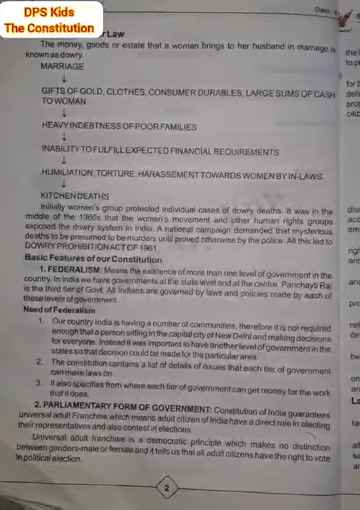 DPS Kids
The Constitution
Class-
Law
The money, goods or estate that a woman brings to her husband in marriage is
known as dowry.
MARRIAGE
↓
GIFTS OF GOLD, CLOTHES, CONSUMER DURABLES, LARGE SUMS OF CASH
TO WOMAN
↓
HEAVY INDEBTNESS OF POOR FAMILIES
↓
INABILITY TO FULFILL EXPECTED FINANCIAL REQUIREMENTS
↓
HUMILIATION, TORTURE, HARASSEMENT TOWARDS WOMEN BY IN-LAWS.
↓
KITCHEN DEATHS
Initially women's group protested individual cases of dowry deaths. It was in the
middle of the 1960s that the women's movement and other human rights groups
exposed the dowry system in India. A national campaign demanded that mysterious
deaths to be presumed to be murders until proved otherwise by the police. All this led to
DOWRY PROHIBITION ACT OF 1961.
Basic Features of our Constitution
1. FEDERALISM: Means the existence of more than one level of government in the
country. In India we have governments at the state level and at the centre. Panchayti Raj
is the third tier of Govt. All Indians are governed by laws and policies made by each of
these levels of government.
Need of Federalism
1. Our country India is having a number of communities, therefore it is not required
enough that a person sitting in the capital city of New Delhi and making decisions
for everyone. Instead it was important to have another level of government in the
states so that decision could be made for the particular area.
2. The constitution contains a list of details of issues that each tier of government
can make laws on.
3. It also specifies from where each tier of government can get money for the work
that it does.
2. PARLIAMENTARY FORM OF GOVERNMENT: Constitution of India guarantees
universal adult Franchise which means adult citizen of India have a direct role in electing
their representatives and also contest in elections.
Universal adult franchise is a democratic principle which makes no distinction
between genders-male or female and it tells us that all adult citizens have the right to vote
in political election.
2